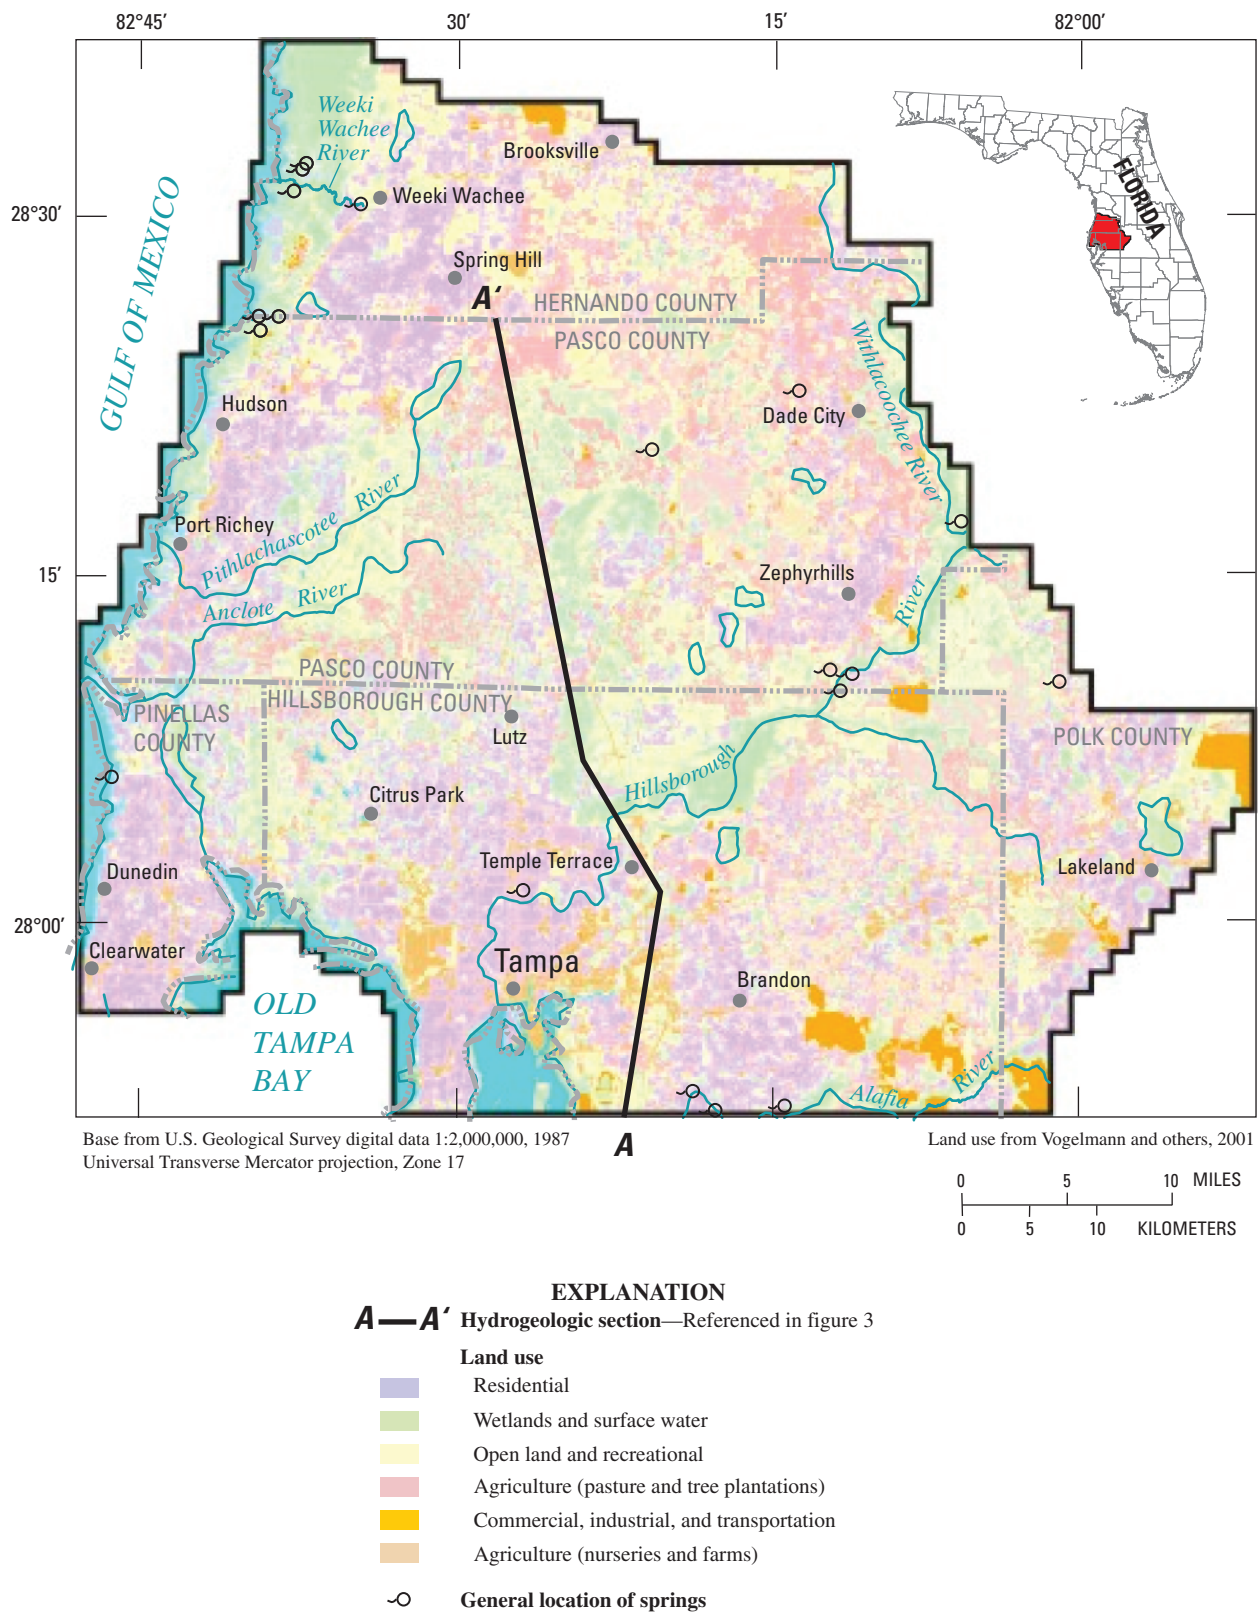 82°45′ 30′ 15′ 82°00′
Weeki
Wachee
River
Brooksville
FLORIDA
Weeki Wachee
28°30′
GULF OF MEXICO
Spring Hill
A‘
HERNANDO COUNTY
PASCO COUNTY
Withlacoochee River
Hudson
Dade City
Pithlachascotee River
Port Richey
15′
Zephyrhills
Anclote River
River
PASCO COUNTY
HILLSBOROUGH COUNTY
PINELLAS
COUNTY
Lutz
POLK COUNTY
Hillsborough
Citrus Park
Temple Terrace
Dunedin
Lakeland
28°00′
Clearwater
Tampa
Brandon
OLD
TAMPA
BAY
Alafia River
A
Base from U.S. Geological Survey digital data 1:2,000,000, 1987
Universal Transverse Mercator projection, Zone 17
Land use from Vogelmann and others, 2001
0 5 10 MILES
0 5 10 KILOMETERS
EXPLANATION
A A‘ Hydrogeologic section—Referenced in figure 3
Land use
Residential
Wetlands and surface water
Open land and recreational
Agriculture (pasture and tree plantations)
Commercial, industrial, and transportation
Agriculture (nurseries and farms)
General location of springs